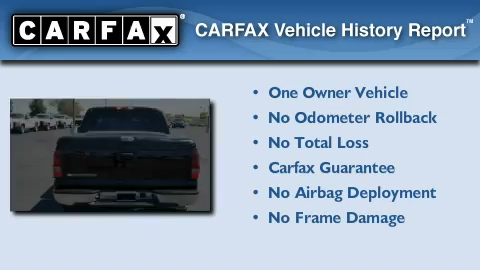 CARFAX®
CARFAX Vehicle History Report™
• One Owner Vehicle
• No Odometer Rollback
• No Total Loss
• Carfax Guarantee
• No Airbag Deployment
• No Frame Damage